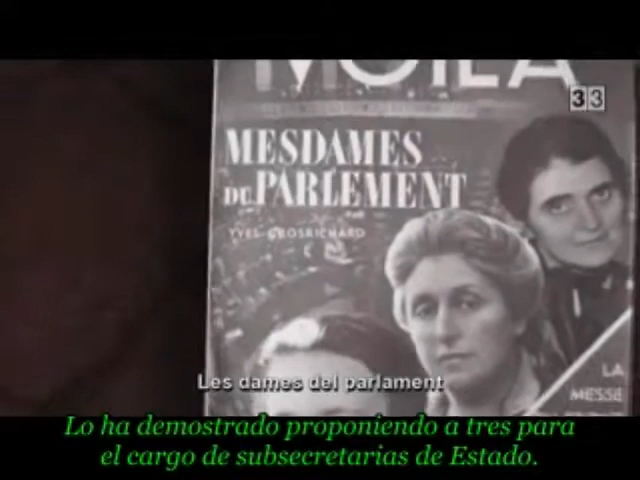 33
MESDAMES
DU PARLEMENT
YVES GROSRICHARD
LA
MESSE
Les dames del parlament
Lo ha demostrado proponiendo a tres para
el cargo de subsecretarias de Estado.